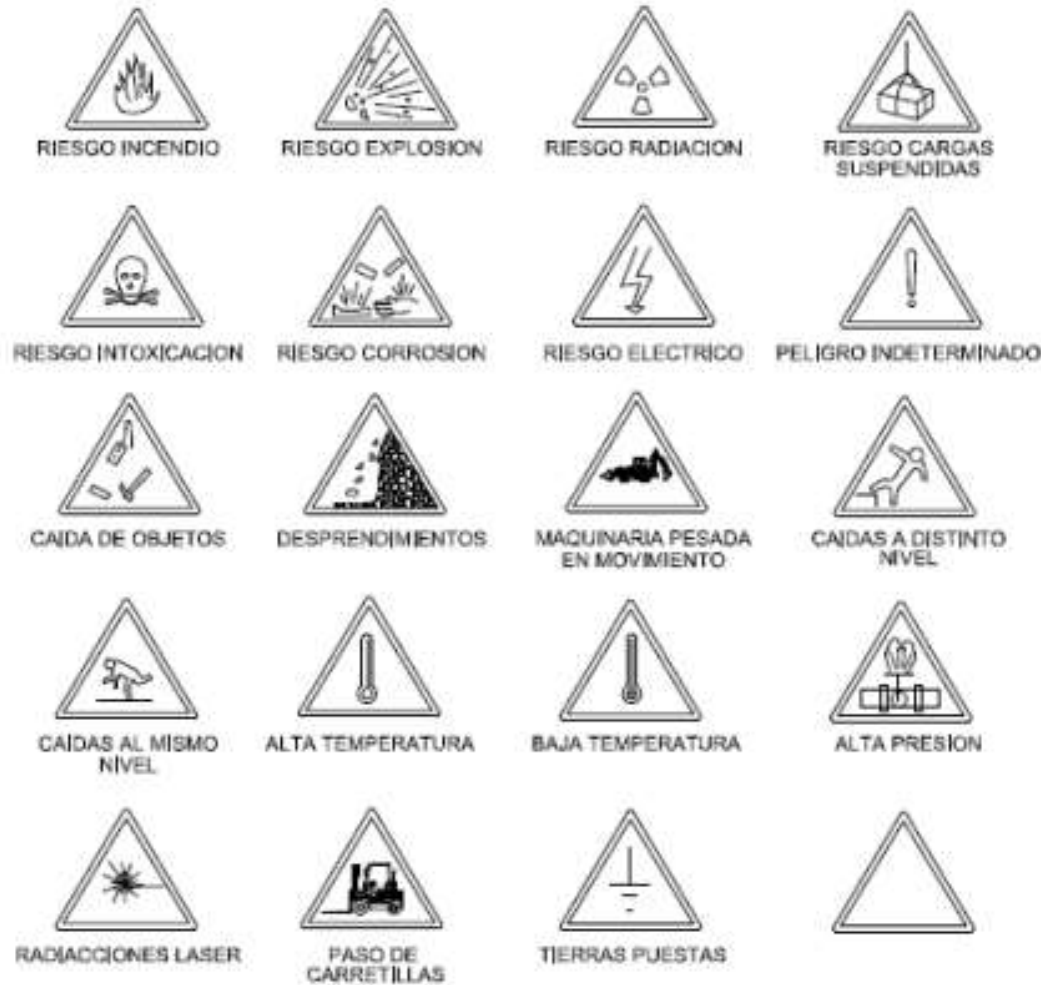 RIESGO INCENDIO
RIESGO EXPLOSION
RIESGO RADIACION
RIESGO CARGAS
SUSPENDIDAS
RIESGO INTOXICACION
RIESGO CORROSION
RIESGO ELECTRICO
PELIGRO INDETERMINADO
CAIDA DE OBJETOS
DESPRENDIMIENTOS
MAQUINARIA PESADA
EN MOVIMIENTO
CAIDAS A DISTINTO
NIVEL
CAIDAS AL MISMO
NIVEL
ALTA TEMPERATURA
BAJA TEMPERATURA
ALTA PRESION
RADIACCIONES LASER
PASO DE
CARRETILLAS
TIERRAS PUESTAS